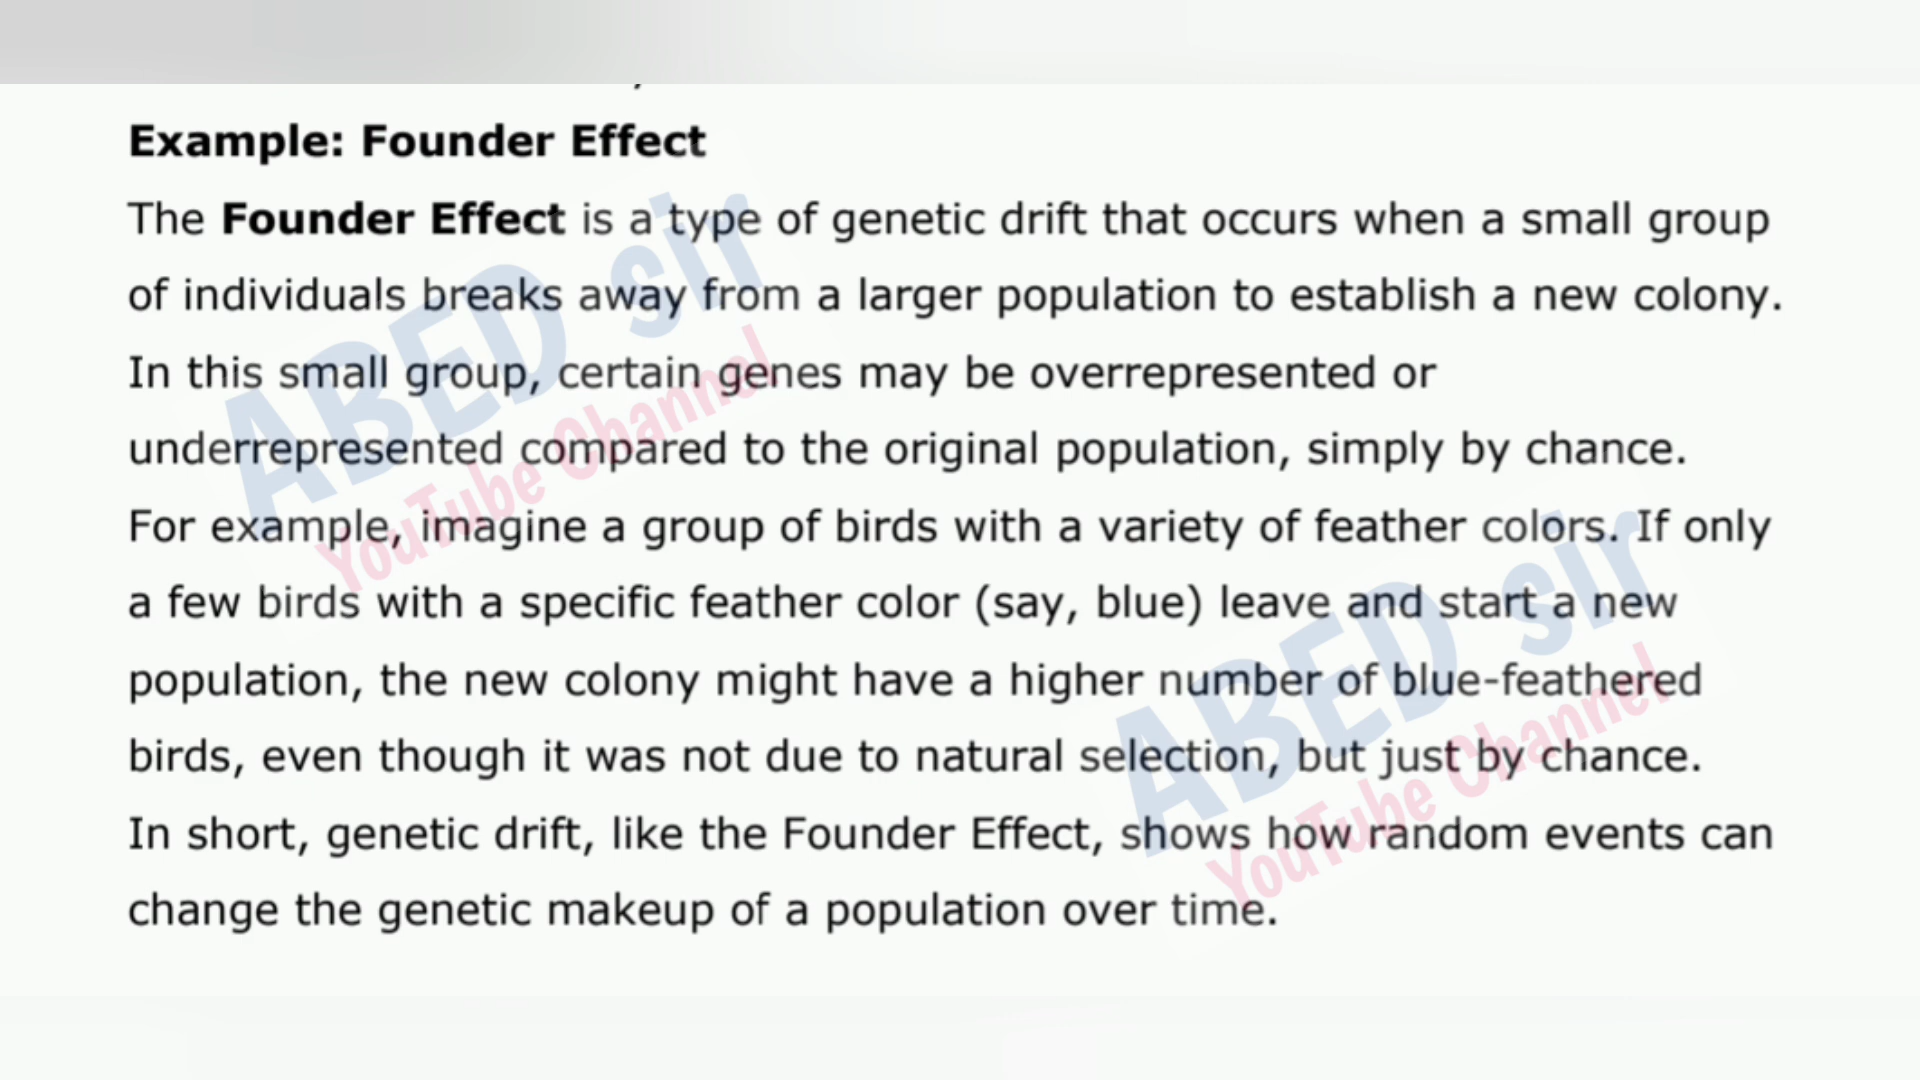 Example: Founder Effect
The Founder Effect is a type of genetic drift that occurs when a small group
of individuals breaks away from a larger population to establish a new colony.
In this small group, certain genes may be overrepresented or
underrepresented compared to the original population, simply by chance.
For example, imagine a group of birds with a variety of feather colors. If only
a few birds with a specific feather color (say, blue) leave and start a new
population, the new colony might have a higher number of blue-feathered
birds, even though it was not due to natural selection, but just by chance.
In short, genetic drift, like the Founder Effect, shows how random events can
change the genetic makeup of a population over time.
ABED sir
YouTube Channel
ABED sir
YouTube Channel